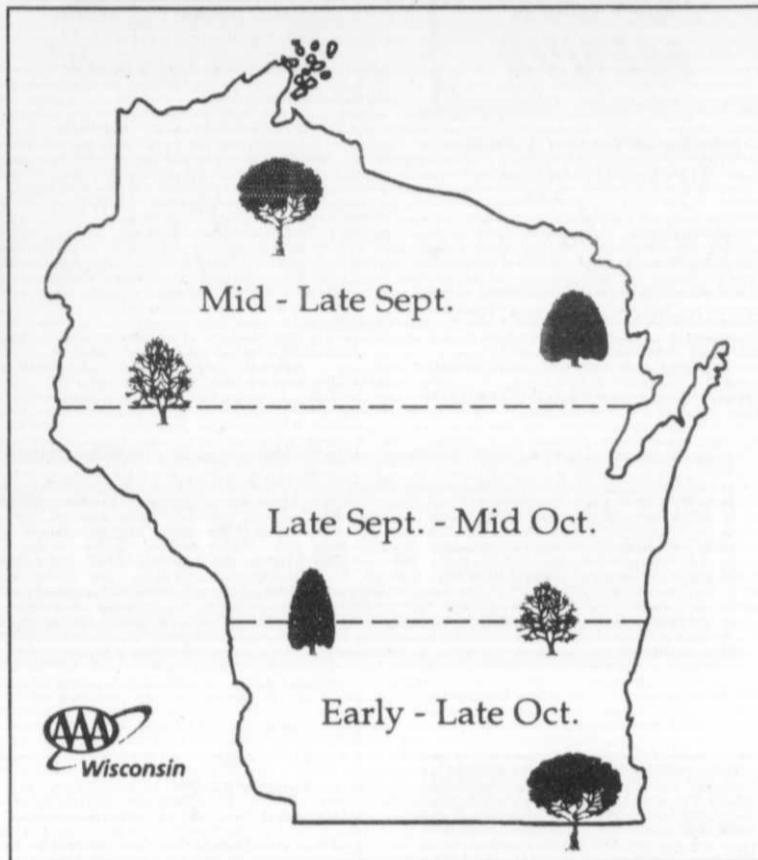 Mid - Late Sept.
Late Sept. - Mid Oct.
Early - Late Oct.
AAA
Wisconsin